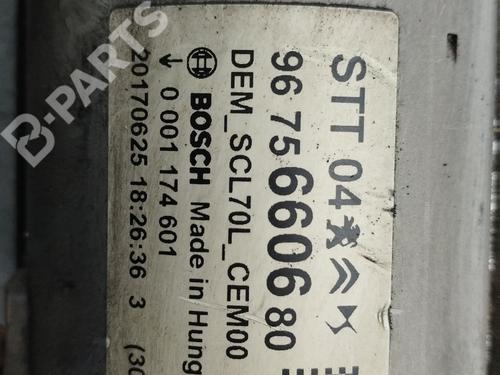 STT 04
96 75 6606 80
DEM_SCL70L_CEM00
BOSCH Made in Hung
0 001 174 601
20170625 18:26:36 3 (30
B-PARTS